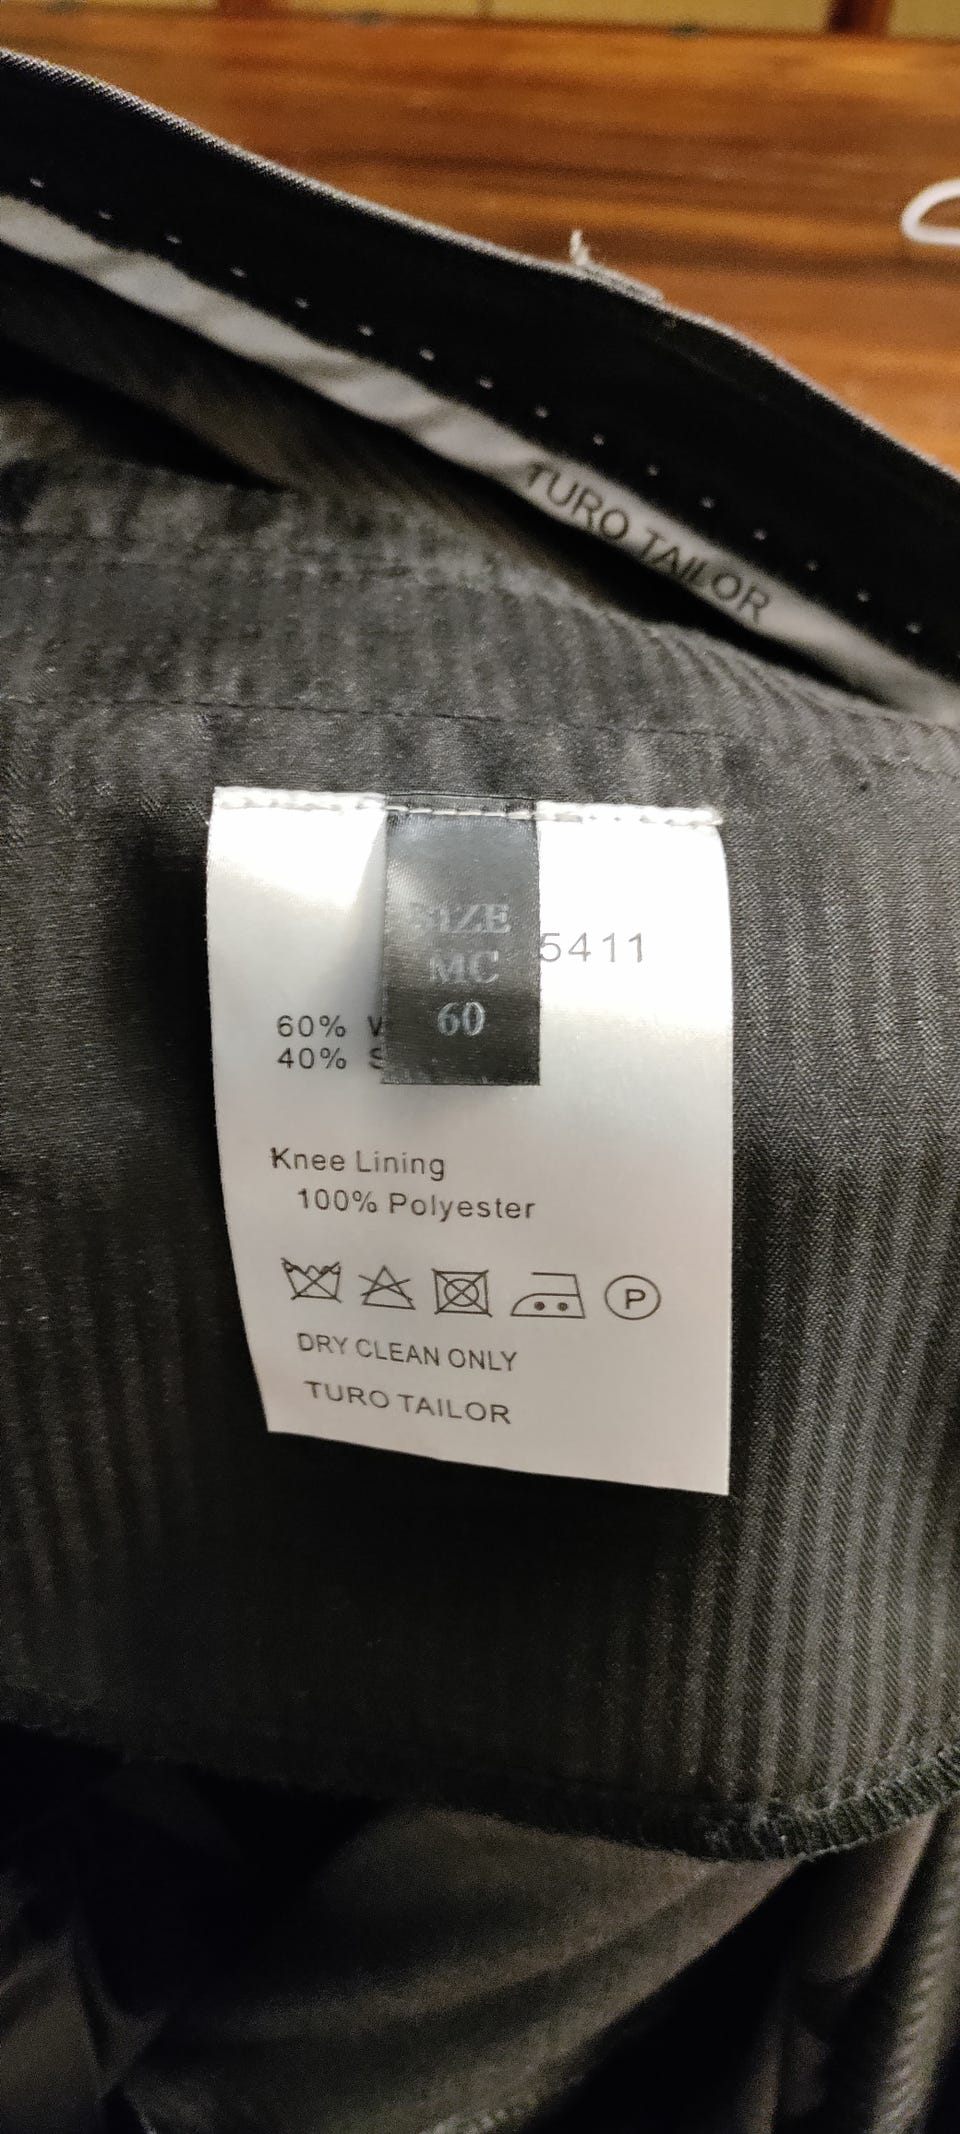 TURO TAILOR
SIZE
MC
60
5411
60%
40%
Knee Lining
100% Polyester
P
DRY CLEAN ONLY
TURO TAILOR